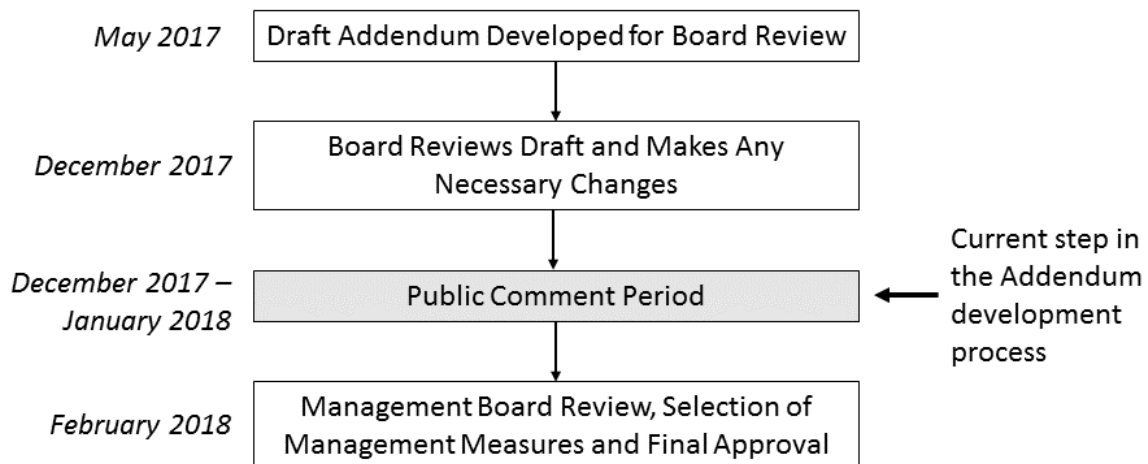 May 2017
Draft Addendum Developed for Board Review
December 2017
Board Reviews Draft and Makes Any
Necessary Changes
December 2017 –
January 2018
Public Comment Period
Current step in
the Addendum
development
process
February 2018
Management Board Review, Selection of
Management Measures and Final Approval